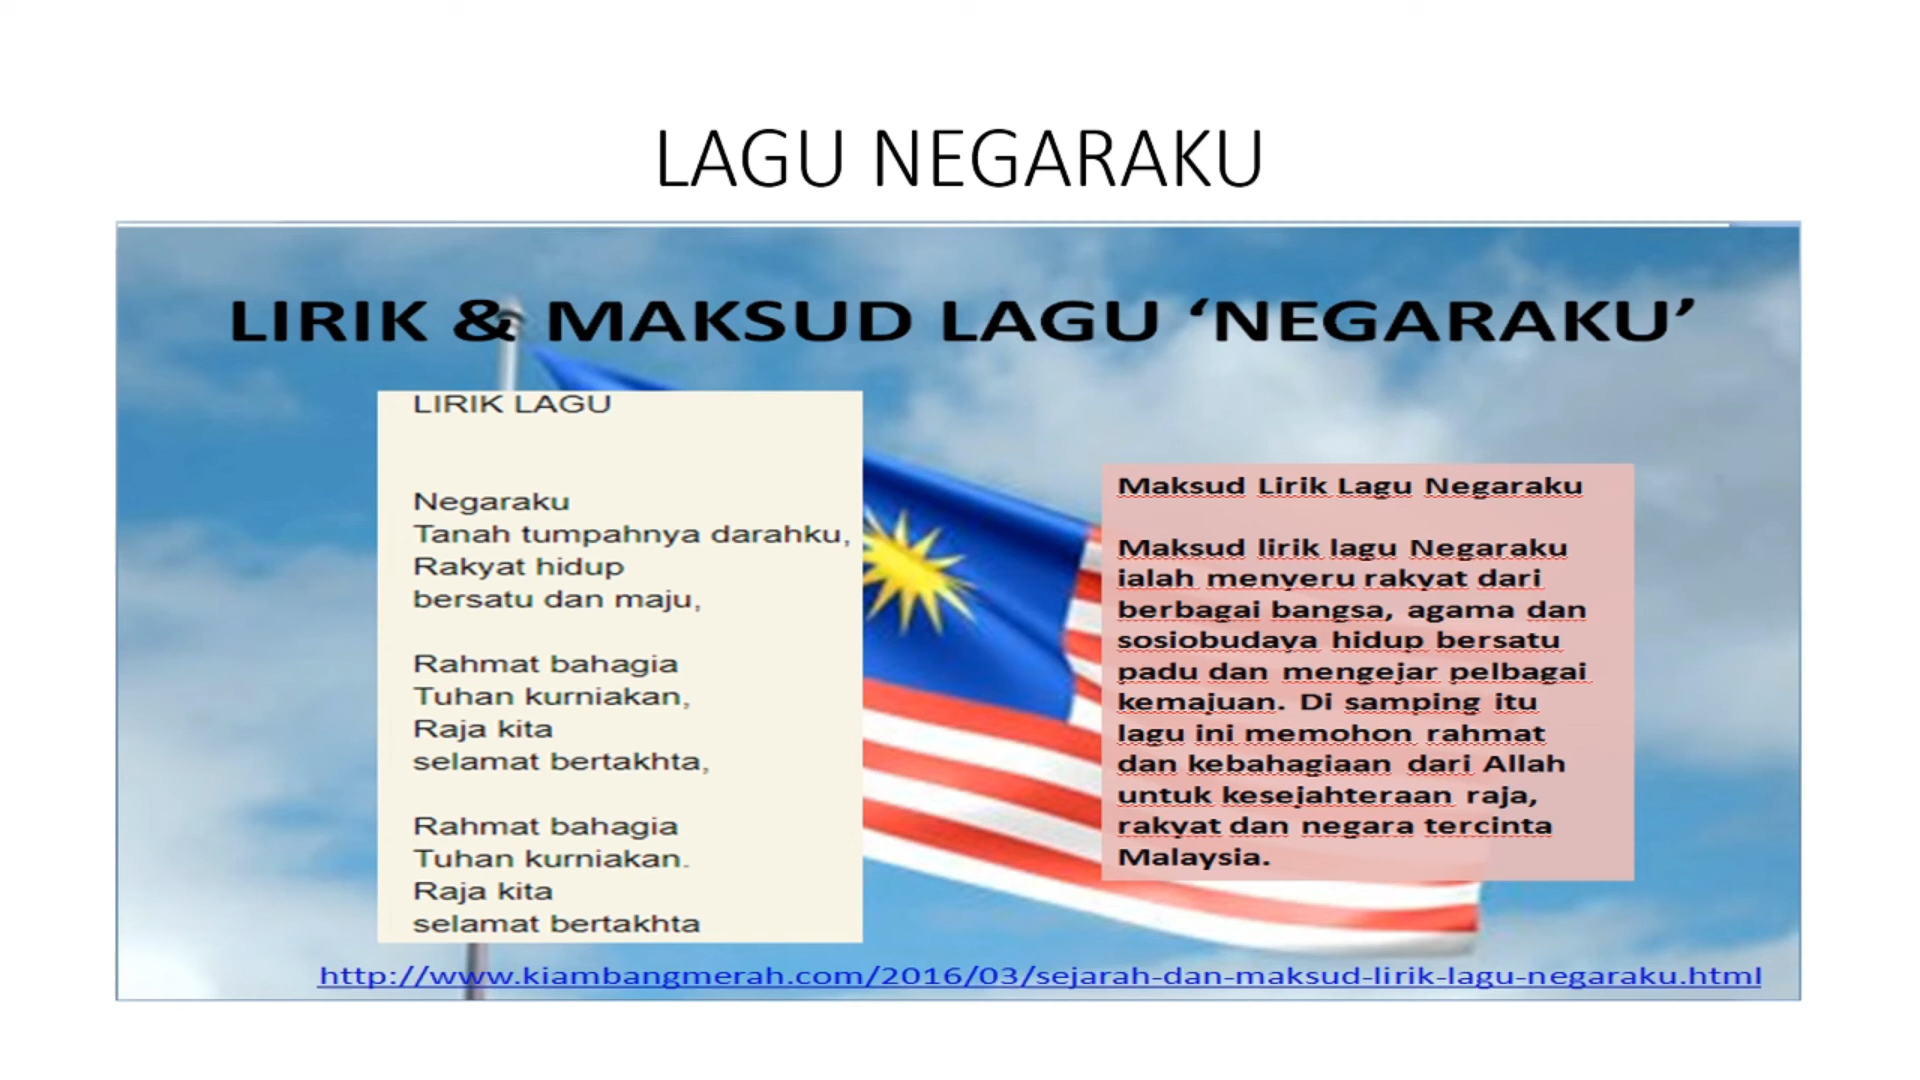 LAGU NEGARAKU
LIRIK & MAKSUD LAGU ‘NEGARAKU’
LIRIK LAGU
Negaraku
Tanah tumpahnya darahku,
Rakyat hidup
bersatu dan maju,
Rahmat bahagia
Tuhan kurniakan,
Raja kita
selamat bertakhta,
Rahmat bahagia
Tuhan kurniakan.
Raja kita
selamat bertakhta
Maksud Lirik Lagu Negaraku
Maksud lirik lagu Negaraku
ialah menyeru rakyat dari
berbagai bangsa, agama dan
sosiobudaya hidup bersatu
padu dan mengejar pelbagai
kemajuan. Di samping itu
lagu ini memohon rahmat
dan kebahagiaan dari Allah
untuk kesejahteraan raja,
rakyat dan negara tercinta
Malaysia.
http://www.kiambangmerah.com/2016/03/sejarah-dan-maksud-lirik-lagu-negaraku.html